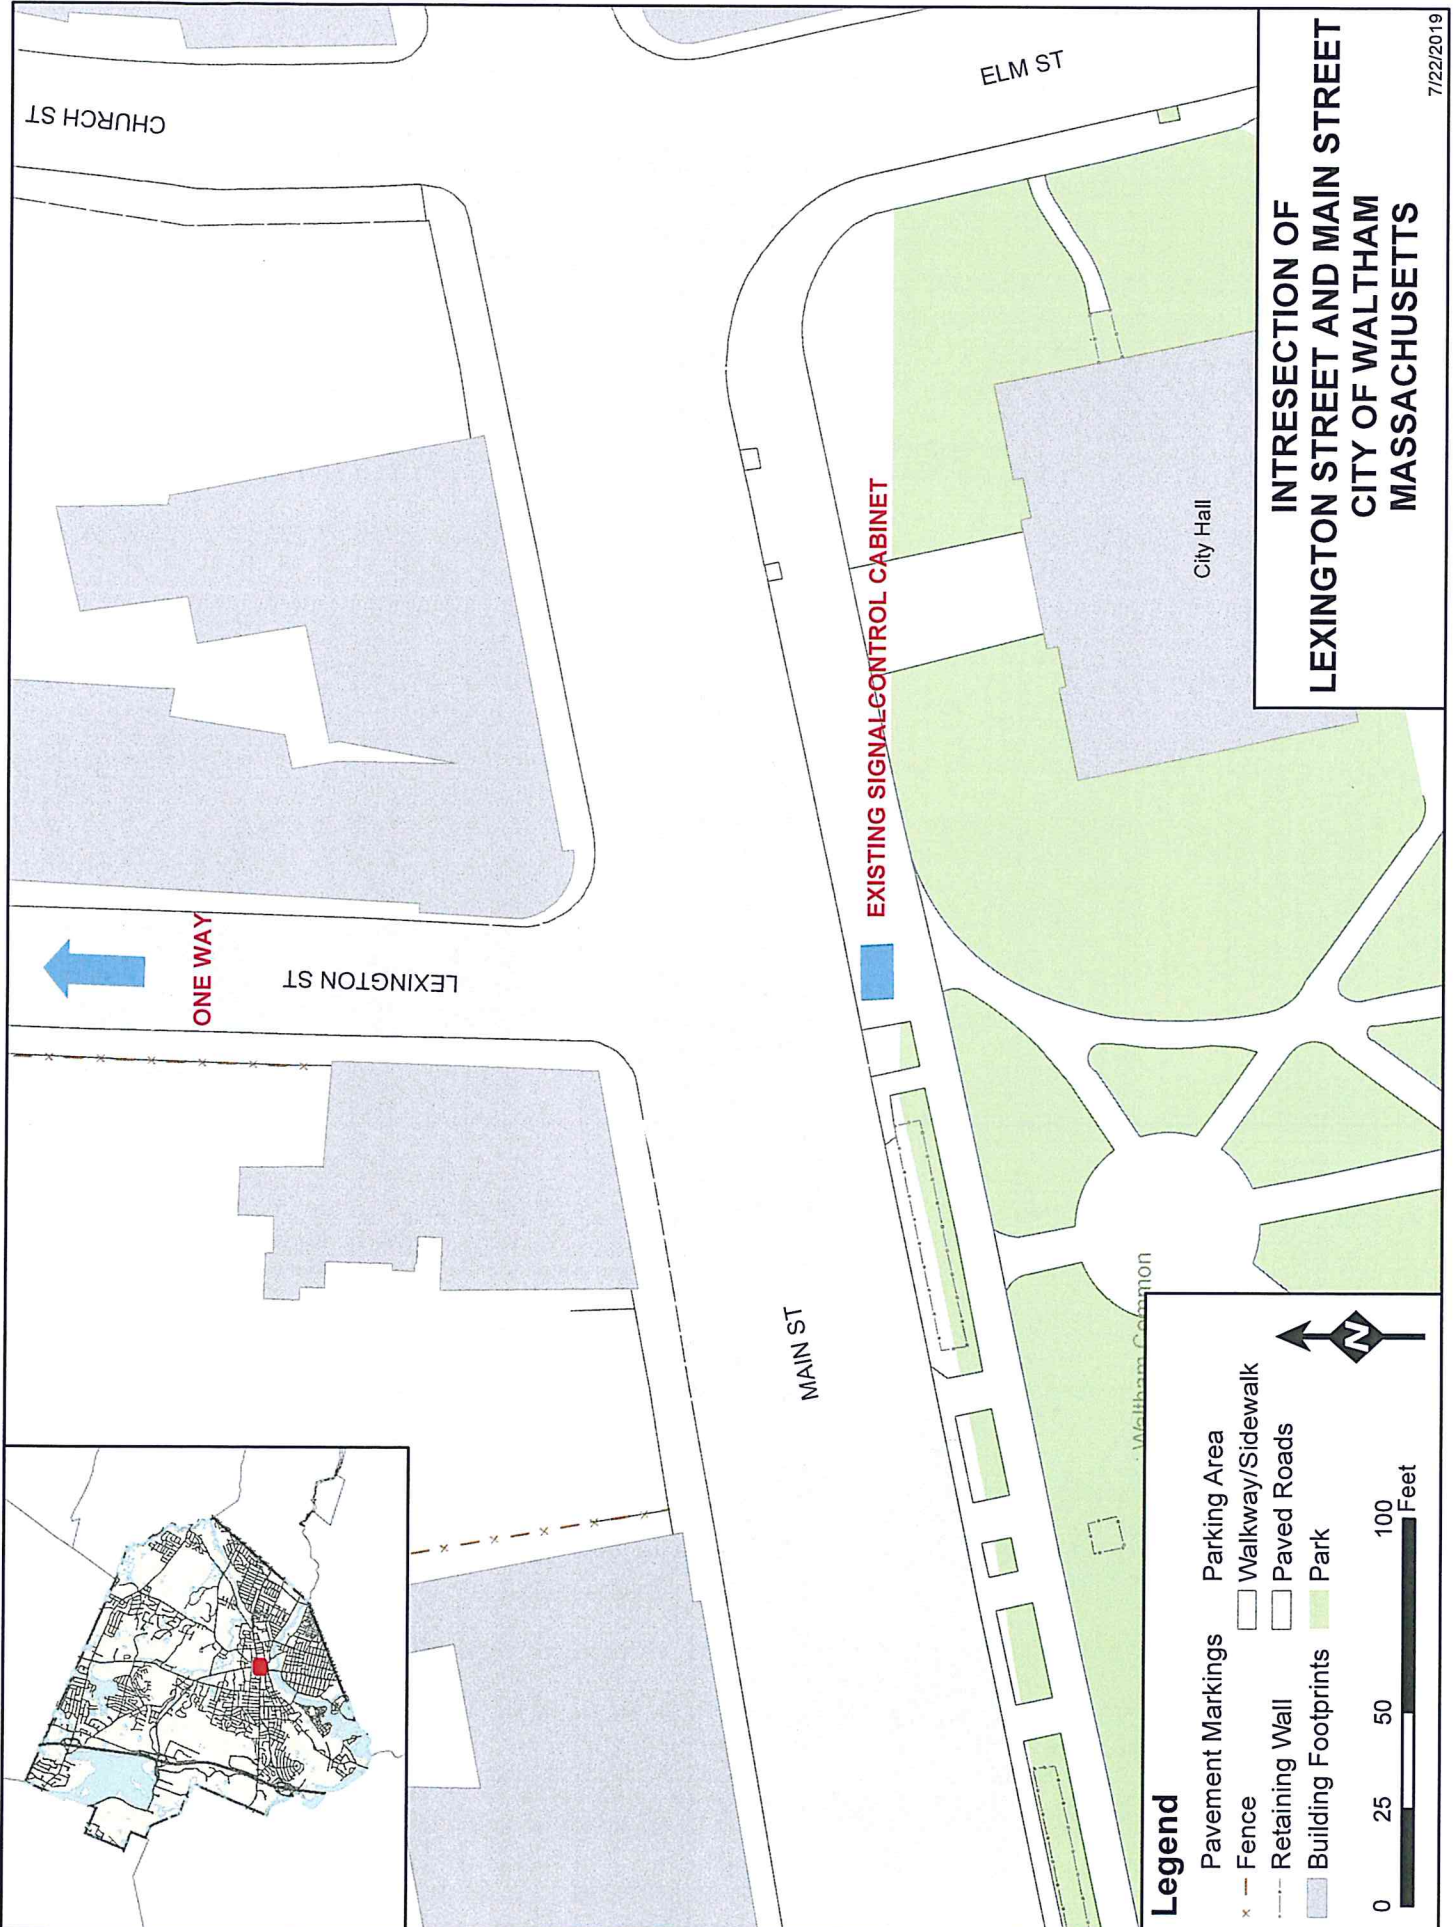 CHURCH ST
ELM ST
ONE WAY
LEXINGTON ST
EXISTING SIGNALCONTROL CABINET
MAIN ST
City Hall
Waltham Common
INTRESECTION OF
LEXINGTON STREET AND MAIN STREET
CITY OF WALTHAM
MASSACHUSETTS
7/22/2019
Legend
Pavement Markings
Fence
Retaining Wall
Building Footprints
Parking Area
Walkway/Sidewalk
Paved Roads
Park
N
0 25 50 100
Feet